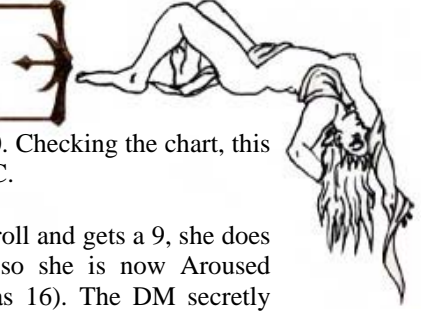 ). Checking the chart, this
C.
roll and gets a 9, she does
so she is now Aroused
as 16). The DM secretly